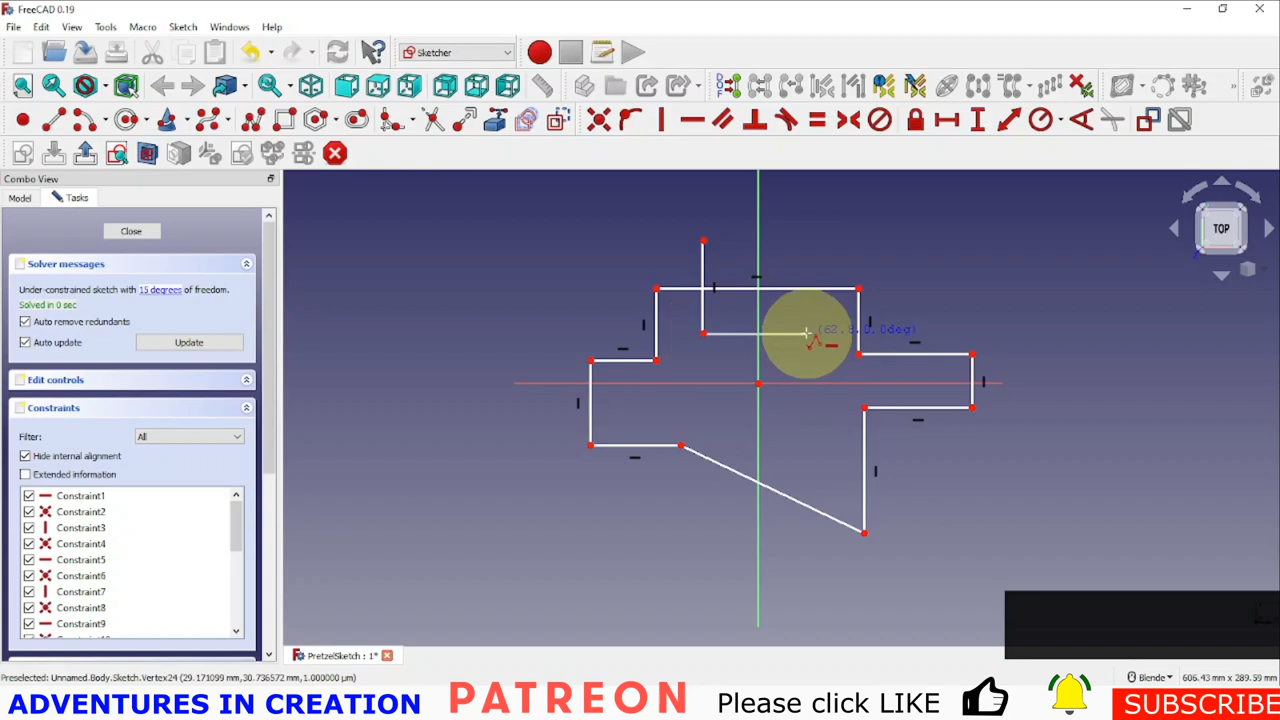 FreeCAD 0.19
File Edit View Tools Macro Sketch Windows Help
Sketcher
Combo View
Model Tasks
Close
Solver messages
Under-constrained sketch with 15 degrees of freedom.
Solved in 0 sec
Auto remove redundants
Auto update Update
Edit controls
Constraints
Filter: All
Hide internal alignment
Extended information
Constraint1
Constraint2
Constraint3
Constraint4
Constraint5
Constraint6
Constraint7
Constraint8
Constraint9
TOP
PretzelSketch : 1*
Preselected: Unnamed.Body.Sketch.Vertex24 (29.171099 mm,30.736572 mm,1.000000 µm)
Blende 606.43 mm x 289.59 mm
ADVENTURES IN CREATION PATREON Please click LIKE SUBSCRIBE